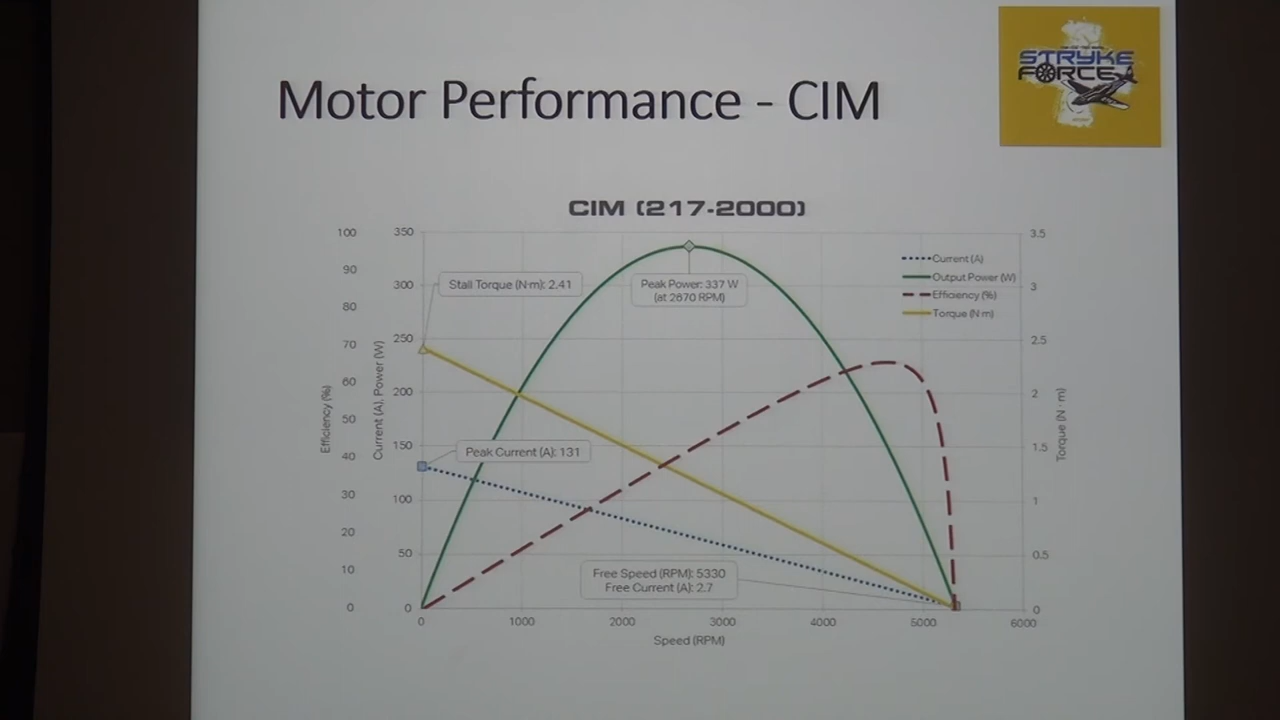 STRYKE
FORCE
Motor Performance - CIM
CIM (217-2000)
100
90
80
70
60
50
40
30
20
10
0
Efficiency (%)
350
300
250
200
150
100
50
0
Current (A), Power (W)
Stall Torque (N·m): 2.41
Peak Power: 337 W
(at 2670 RPM)
Peak Current (A): 131
Free Speed (RPM): 5330
Free Current (A): 2.7
Current (A)
Output Power (W)
Efficiency (%)
Torque (N·m)
3.5
3
2.5
2
1.5
1
0.5
0
Torque (N · m)
0 1000 2000 3000 4000 5000 6000
Speed (RPM)